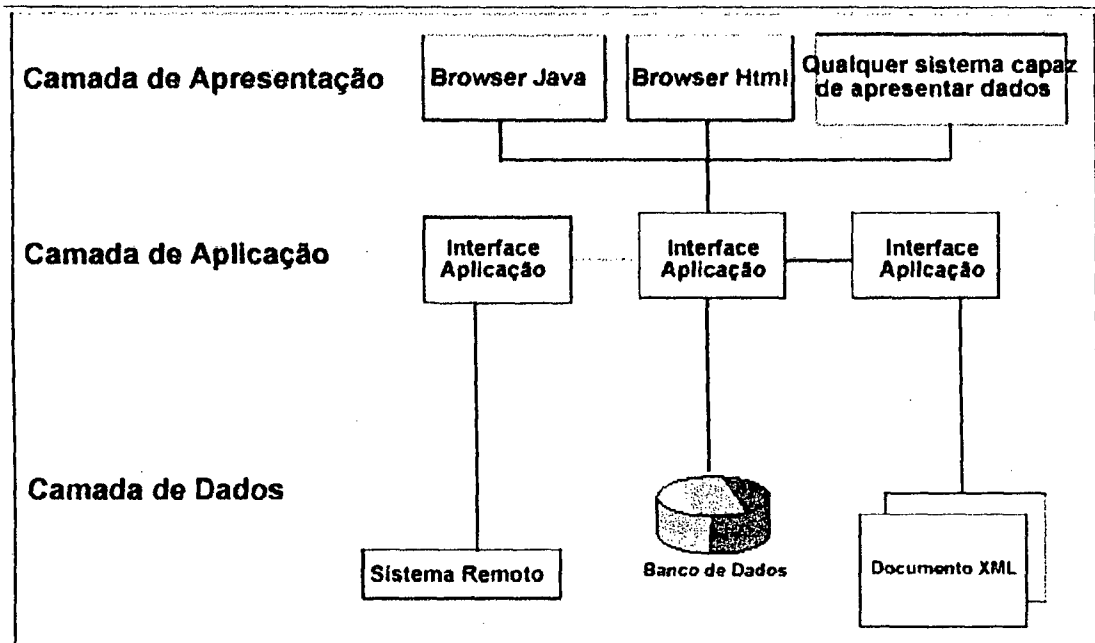 Camada de Apresentação
Browser Java
Browser Html
Qualquer sistema capaz
de apresentar dados
Camada de Aplicação
Interface
Aplicação
Interface
Aplicação
Interface
Aplicação
Camada de Dados
Sistema Remoto
Banco de Dados
Documento XML